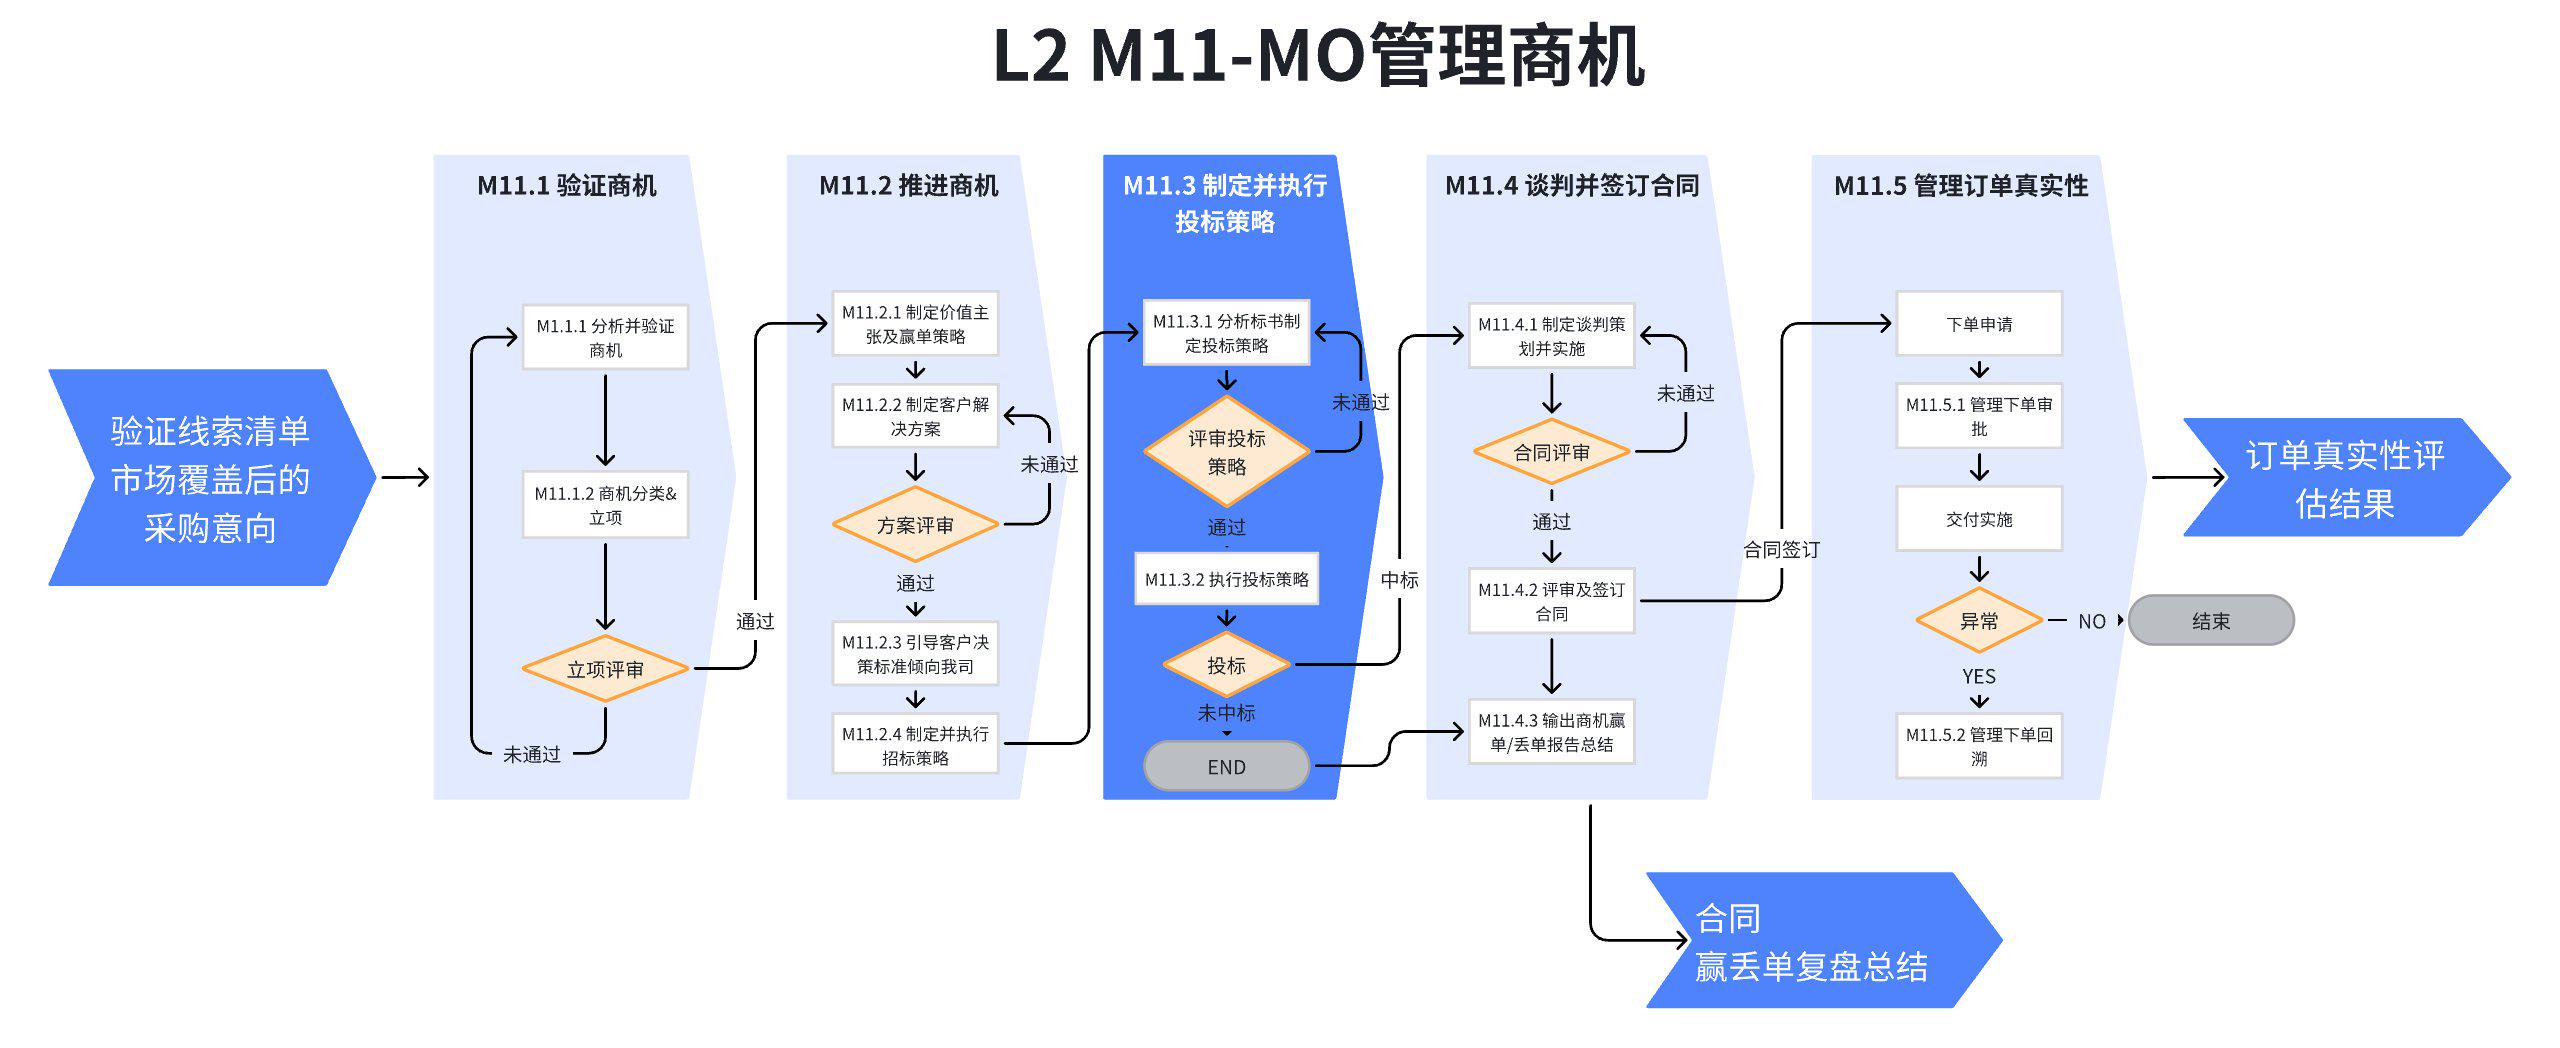 L2 M11-MO管理商机
验证线索清单
市场覆盖后的
采购意向
M11.1 验证商机
M1.1.1 分析并验证
商机
M11.1.2 商机分类&
立项
立项评审
未通过
通过
M11.2 推进商机
M11.2.1 制定价值主
张及赢单策略
M11.2.2 制定客户解
决方案
未通过
方案评审
通过
M11.2.3 引导客户决
策标准倾向我司
M11.2.4 制定并执行
招标策略
M11.3 制定并执行
投标策略
M11.3.1 分析标书制
定投标策略
未通过
评审投标
策略
通过
M11.3.2 执行投标策略
投标
中标
未中标
END
M11.4 谈判并签订合同
M11.4.1 制定谈判策
划并实施
未通过
合同评审
通过
M11.4.2 评审及签订
合同
合同签订
M11.4.3 输出商机赢
单/丢单报告总结
M11.5 管理订单真实性
下单申请
M11.5.1 管理下单审
批
交付实施
异常
NO
结束
YES
M11.5.2 管理下单回
溯
订单真实性评
估结果
合同
赢丢单复盘总结